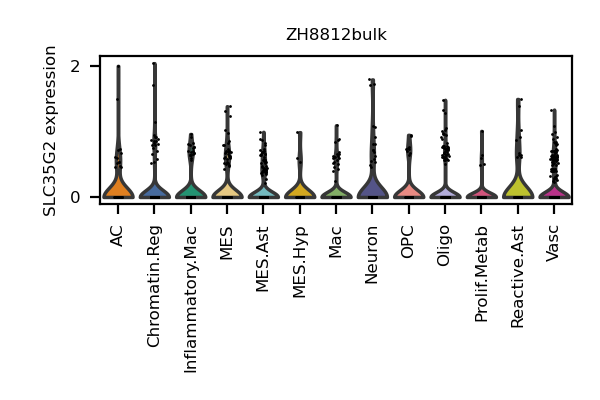 ZH8812bulk
SLC35G2 expression
2
0
AC
Chromatin.Reg
Inflammatory.Mac
MES
MES.Ast
MES.Hyp
Mac
Neuron
OPC
Oligo
Prolif.Metab
Reactive.Ast
Vasc